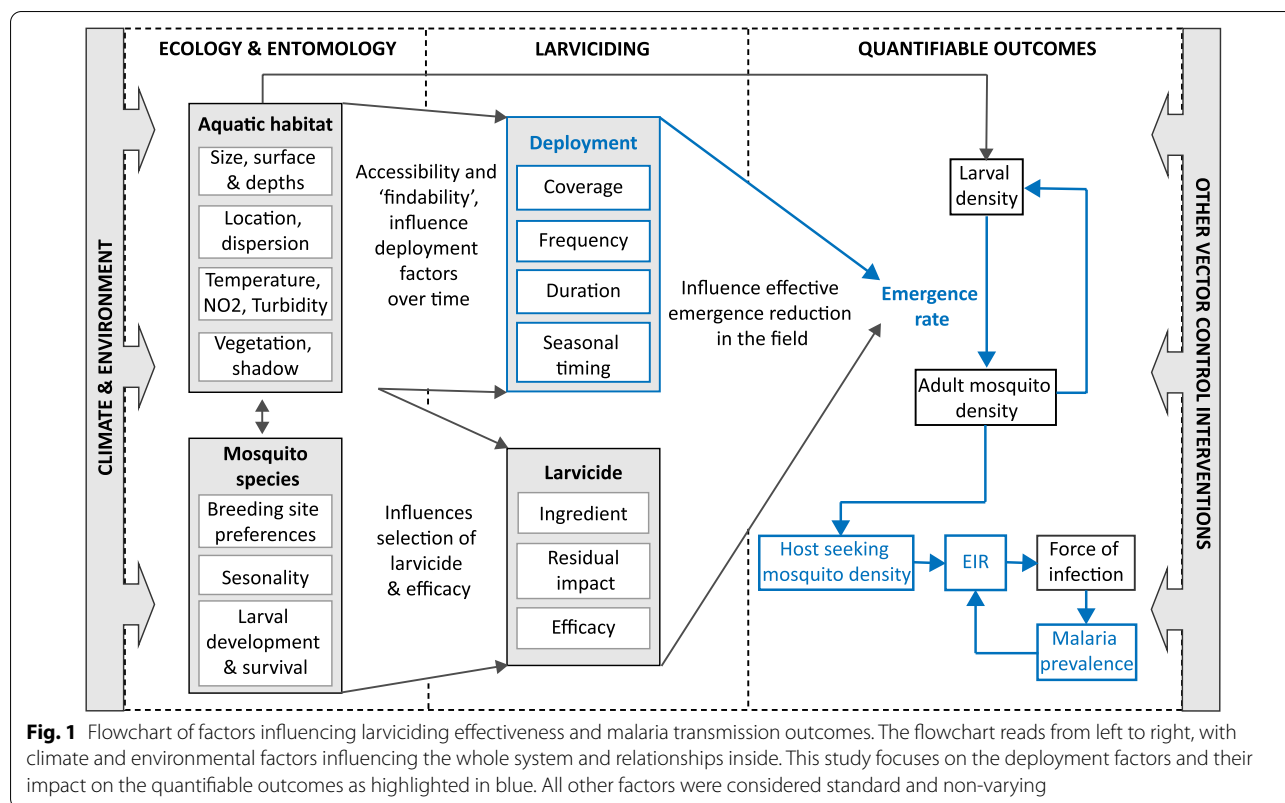 ECOLOGY & ENTOMOLOGY
LARVICIDING
QUANTIFIABLE OUTCOMES
CLIMATE & ENVIRONMENT
Aquatic habitat
Size, surface
& depths
Location,
dispersion
Temperature,
NO2, Turbidity
Vegetation,
shadow
Mosquito
species
Breeding site
preferences
Sesonality
Larval
development
& survival
Accessibility and
‘findability’,
influence
deployment
factors
over time
Influences
selection of
larvicide
& efficacy
Deployment
Coverage
Frequency
Duration
Seasonal
timing
Larvicide
Ingredient
Residual
impact
Efficacy
Influence effective
emergence reduction
in the field
Larval
density
Emergence
rate
Adult mosquito
density
Host seeking
mosquito density
EIR
Force of
infection
Malaria
prevalence
OTHER VECTOR CONTROL INTERVENTIONS
Fig. 1 Flowchart of factors influencing larviciding effectiveness and malaria transmission outcomes. The flowchart reads from left to right, with
climate and environmental factors influencing the whole system and relationships inside. This study focuses on the deployment factors and their
impact on the quantifiable outcomes as highlighted in blue. All other factors were considered standard and non-varying